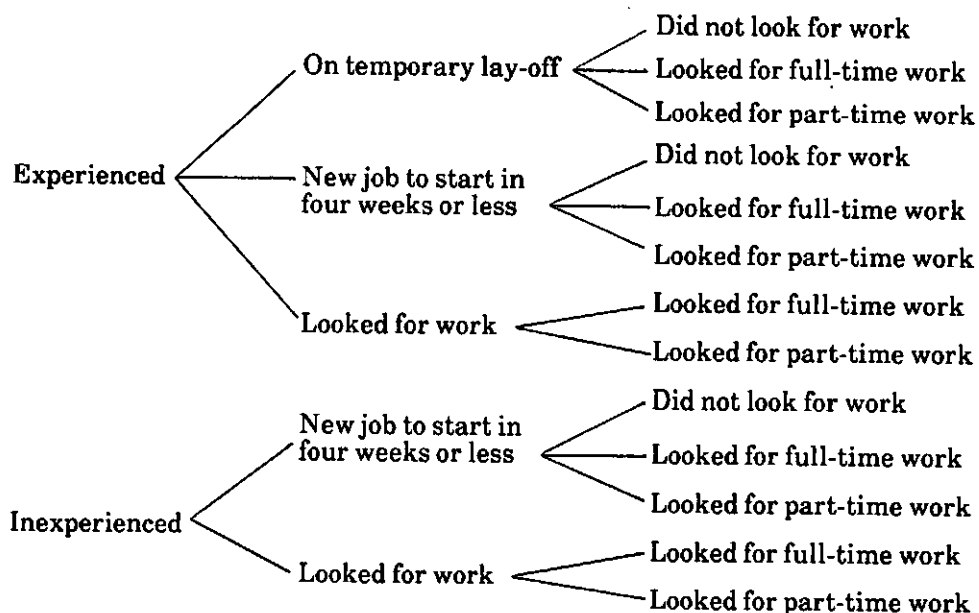 Did not look for work
On temporary lay-off
Looked for full-time work
Looked for part-time work
Experienced
New job to start in
four weeks or less
Did not look for work
Looked for full-time work
Looked for part-time work
Looked for work
Looked for full-time work
Looked for part-time work
Inexperienced
New job to start in
four weeks or less
Did not look for work
Looked for full-time work
Looked for part-time work
Looked for work
Looked for full-time work
Looked for part-time work